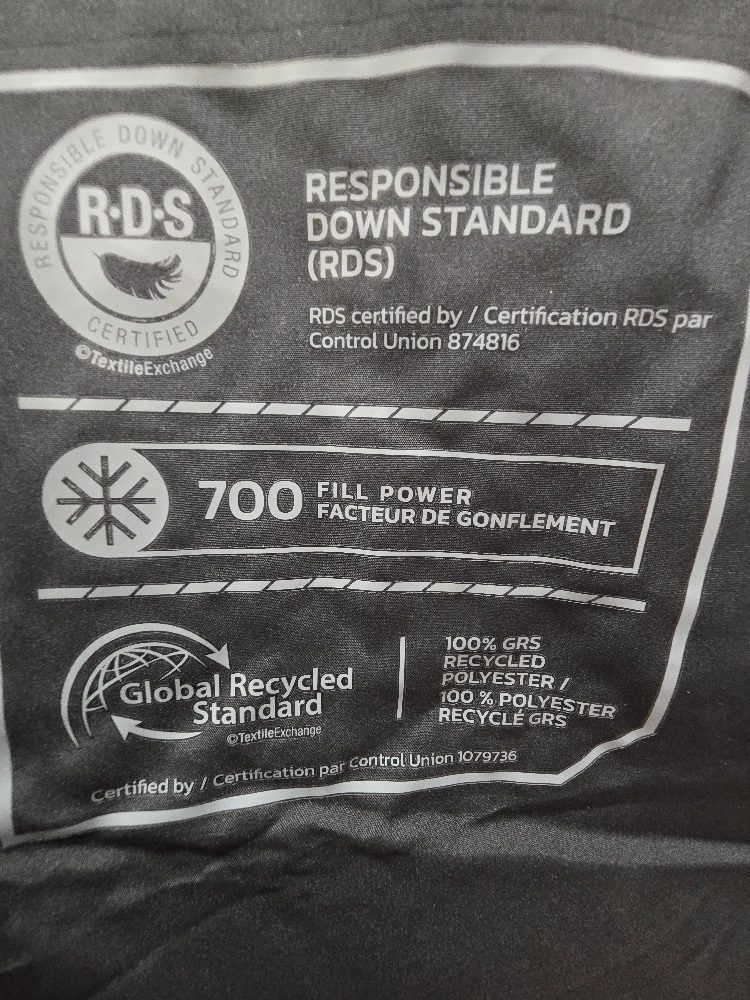 RESPONSIBLE DOWN STANDARD
R·D·S
CERTIFIED
©TextileExchange
RESPONSIBLE
DOWN STANDARD
(RDS)
RDS certified by / Certification RDS par
Control Union 874816
700
FILL POWER
FACTEUR DE GONFLEMENT
Global Recycled
Standard
©TextileExchange
100% GRS
RECYCLED
POLYESTER /
100 % POLYESTER
RECYCLÉ GRS
Certified by / Certification par Control Union 1079736